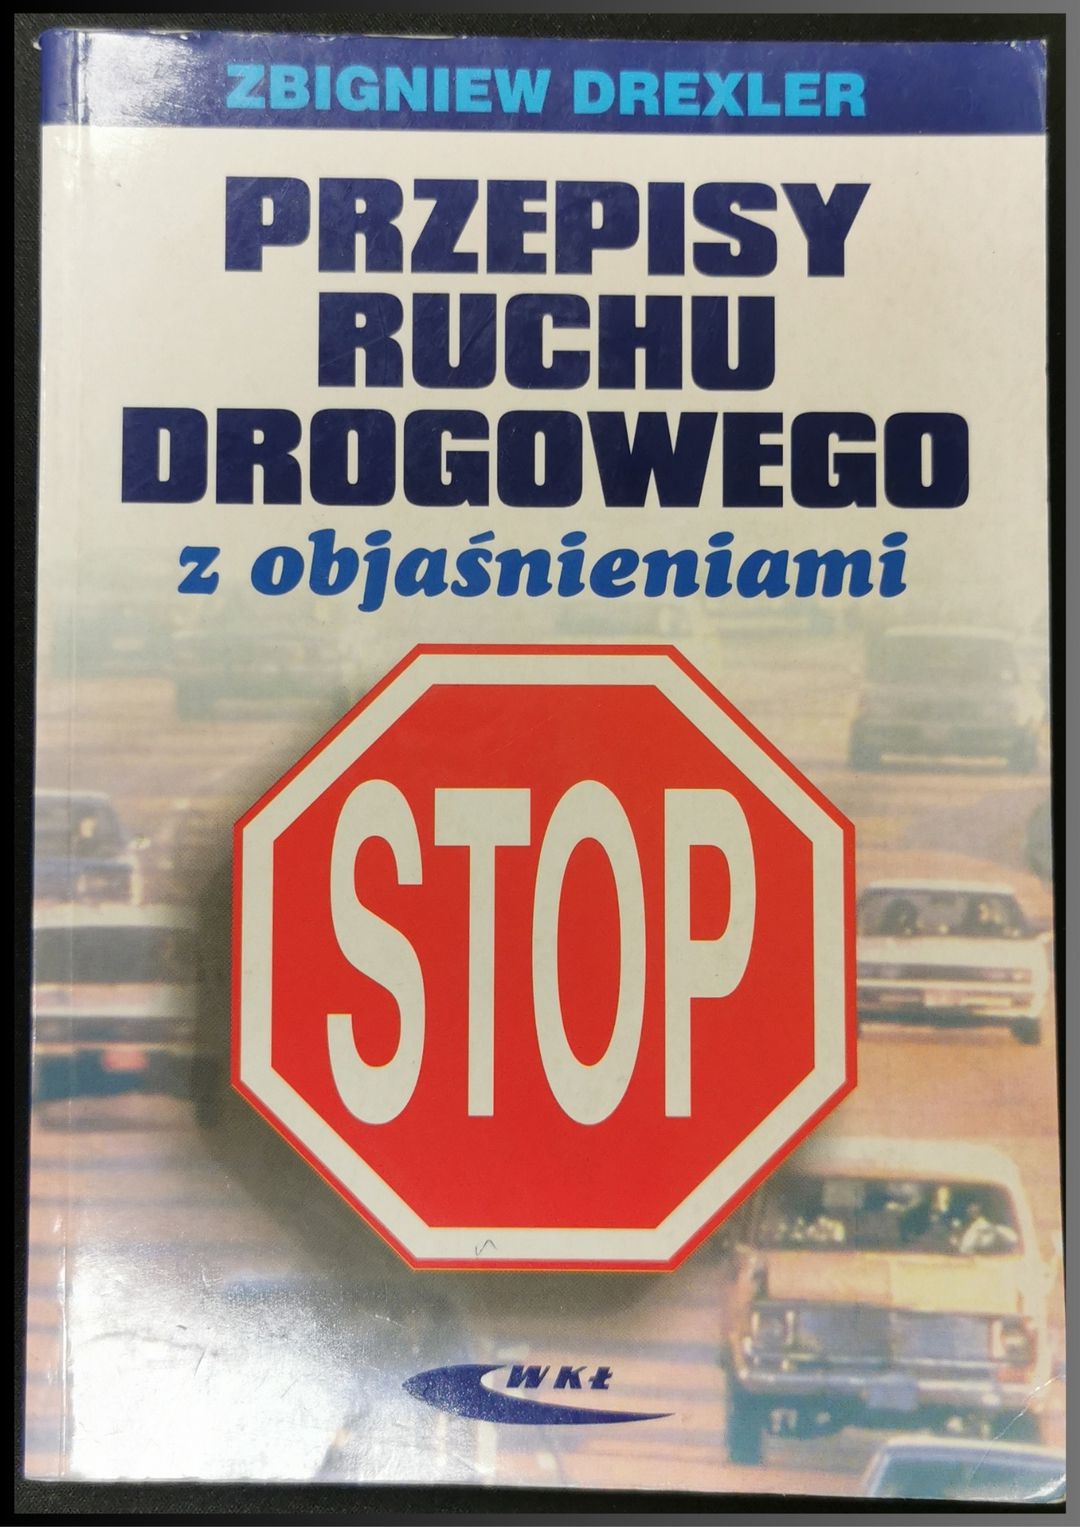 ZBIGNIEW DREXLER
PRZEPISY
RUCHU
DROGOWEGO
z objaśnieniami
STOP
WKŁ